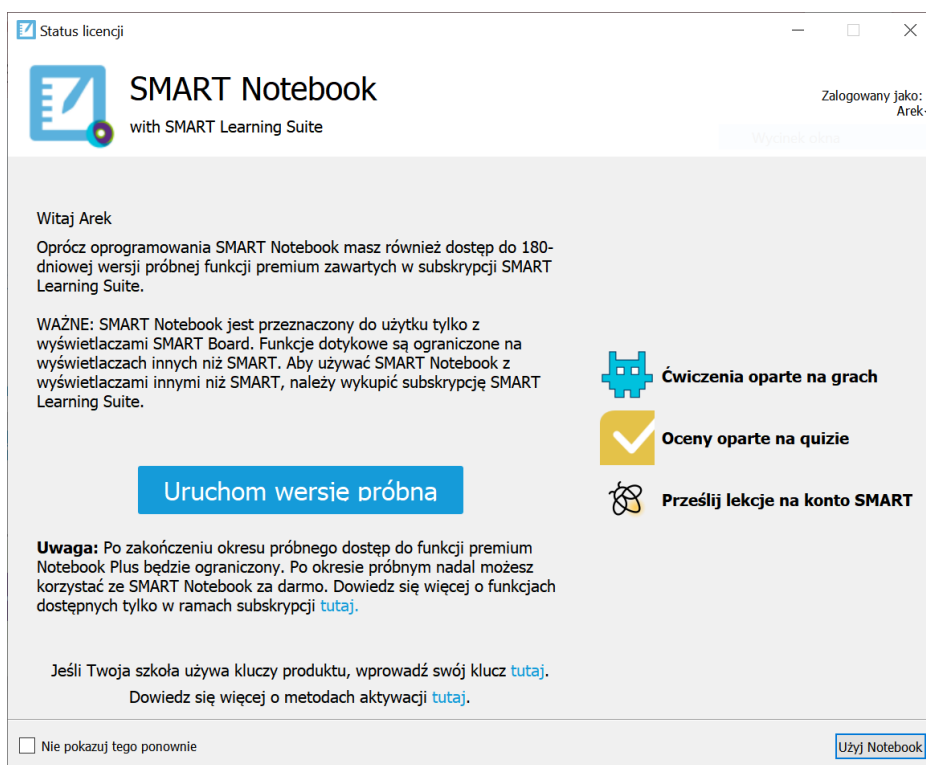 Status licencji
SMART Notebook
with SMART Learning Suite
Zalogowany jako:
Arek-
Wycinek okna
Witaj Arek
Oprócz oprogramowania SMART Notebook masz również dostęp do 180-
dniowej wersji próbnej funkcji premium zawartych w subskrypcji SMART
Learning Suite.
WAŻNE: SMART Notebook jest przeznaczony do użytku tylko z
wyświetlaczami SMART Board. Funkcje dotykowe są ograniczone na
wyświetlaczach innych niż SMART. Aby używać SMART Notebook z
wyświetlaczami innymi niż SMART, należy wykupić subskrypcję SMART
Learning Suite.
Ćwiczenia oparte na grach
Oceny oparte na quizie
Prześlij lekcje na konto SMART
Uruchom wersję próbną
Uwaga: Po zakończeniu okresu próbnego dostęp do funkcji premium
Notebook Plus będzie ograniczony. Po okresie próbnym nadal możesz
korzystać ze SMART Notebook za darmo. Dowiedz się więcej o funkcjach
dostępnych tylko w ramach subskrypcji tutaj.
Jeśli Twoja szkoła używa kluczy produktu, wprowadź swój klucz tutaj.
Dowiedz się więcej o metodach aktywacji tutaj.
Nie pokazuj tego ponownie
Użyj Notebook